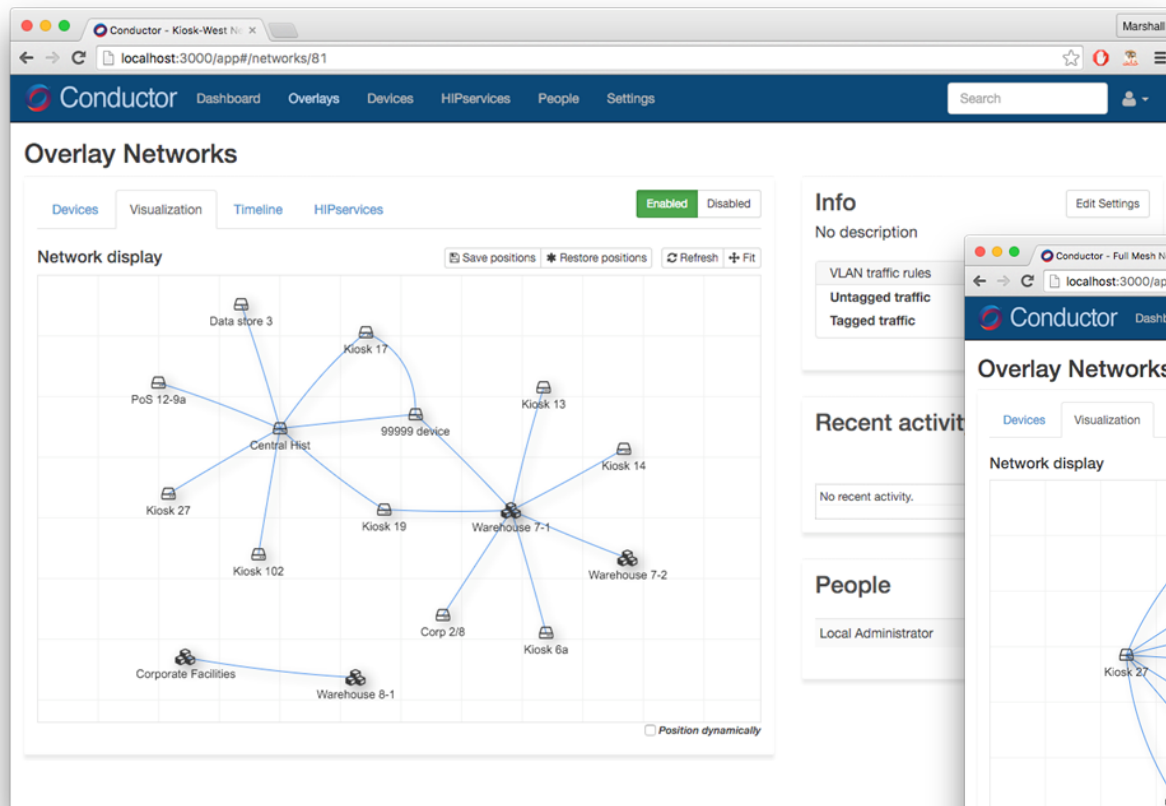 Conductor - Kiosk-West Ne
Marshall
localhost:3000/app#/networks/81
Conductor Dashboard Overlays Devices HIPservices People Settings Search
Overlay Networks
Devices Visualization Timeline HIPservices Enabled Disabled
Network display Save positions Restore positions Refresh Fit
Data store 3
Kiosk 17
PoS 12-9a
Kiosk 13
99999 device
Central Hist
Kiosk 14
Kiosk 27
Kiosk 19
Warehouse 7-1
Kiosk 102
Warehouse 7-2
Corp 2/8
Kiosk 6a
Corporate Facilities
Warehouse 8-1
Position dynamically
Info Edit Settings
No description
VLAN traffic rules
Untagged traffic
Tagged traffic
Recent activit
No recent activity.
People
Local Administrator
Conductor - Full Mesh N
localhost:3000/ap
Conductor Dashb
Overlay Networks
Devices Visualization
Network display
Kiosk 27